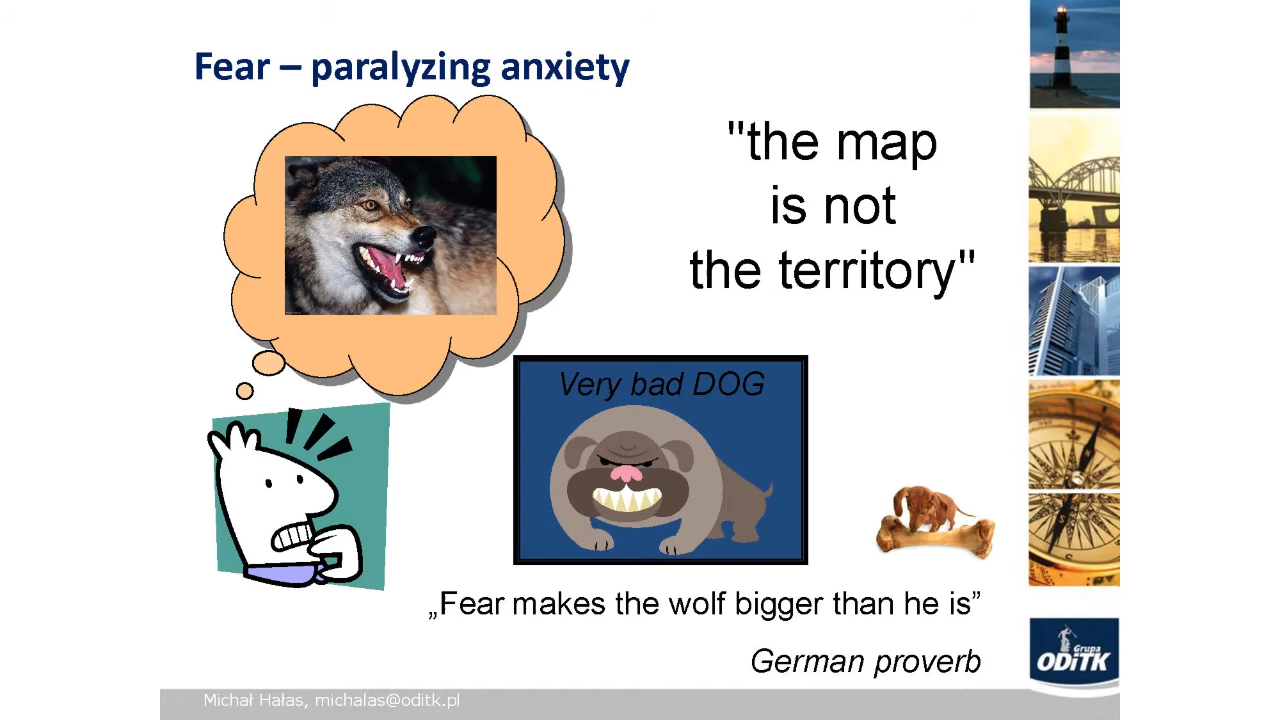 Fear – paralyzing anxiety
"the map
is not
the territory"
Very bad DOG
„Fear makes the wolf bigger than he is”
German proverb
Grupa
ODiTK
Michał Hałas, michalas@oditk.pl